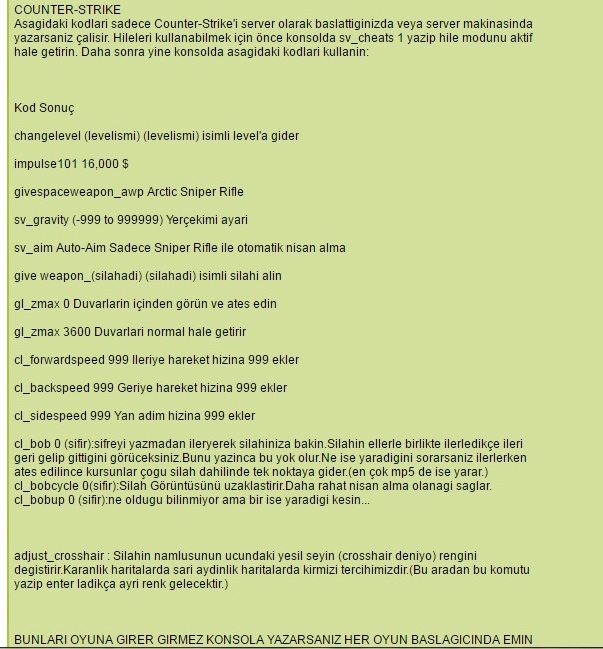 COUNTER-STRIKE
Asagidaki kodlari sadece Counter-Strike'i server olarak baslattiginizda veya server makinasinda
yazarsaniz çalisir. Hileleri kullanabilmek için önce konsolda sv_cheats 1 yazip hile modunu aktif
hale getirin. Daha sonra yine konsolda asagidaki kodlari kullanin:
Kod Sonuç
changelevel (levelismi) (levelismi) isimli level'a gider
impulse101 16,000 $
givespaceweapon_awp Arctic Sniper Rifle
sv_gravity (-999 to 999999) Yerçekimi ayari
sv_aim Auto-Aim Sadece Sniper Rifle ile otomatik nisan alma
give weapon_(silahadi) (silahadi) isimli silahi alin
gl_zmax 0 Duvarlarin içinden görün ve ates edin
gl_zmax 3600 Duvarlari normal hale getirir
cl_forwardspeed 999 Ileriye hareket hizina 999 ekler
cl_backspeed 999 Geriye hareket hizina 999 ekler
cl_sidespeed 999 Yan adim hizina 999 ekler
cl_bob 0 (sifir):sifreyi yazmadan ileryerek silahiniza bakin.Silahin ellerle birlikte ilerledikçe ileri
geri gelip gittigini görüceksiniz.Bunu yazinca bu yok olur.Ne ise yaradigini sorarsaniz ilerlerken
ates edilince kursunlar çogu silah dahilinde tek noktaya gider.(en çok mp5 de ise yarar.)
cl_bobcycle 0(sifir):Silah Görüntüsünü uzaklastirir.Daha rahat nisan alma olanagi saglar.
cl_bobup 0 (sifir):ne oldugu bilinmiyor ama bir ise yaradigi kesin...
adjust_crosshair : Silahin namlusunun ucundaki yesil seyin (crosshair deniyo) rengini
degistirir.Karanlik haritalarda sari aydinlik haritalarda kirmizi tercihimizdir.(Bu aradan bu komutu
yazip enter ladikça ayri renk gelecektir.)
BUNLARI OYUNA GIRER GIRMEZ KONSOLA YAZARSANIZ HER OYUN BASLAGICINDA EMIN